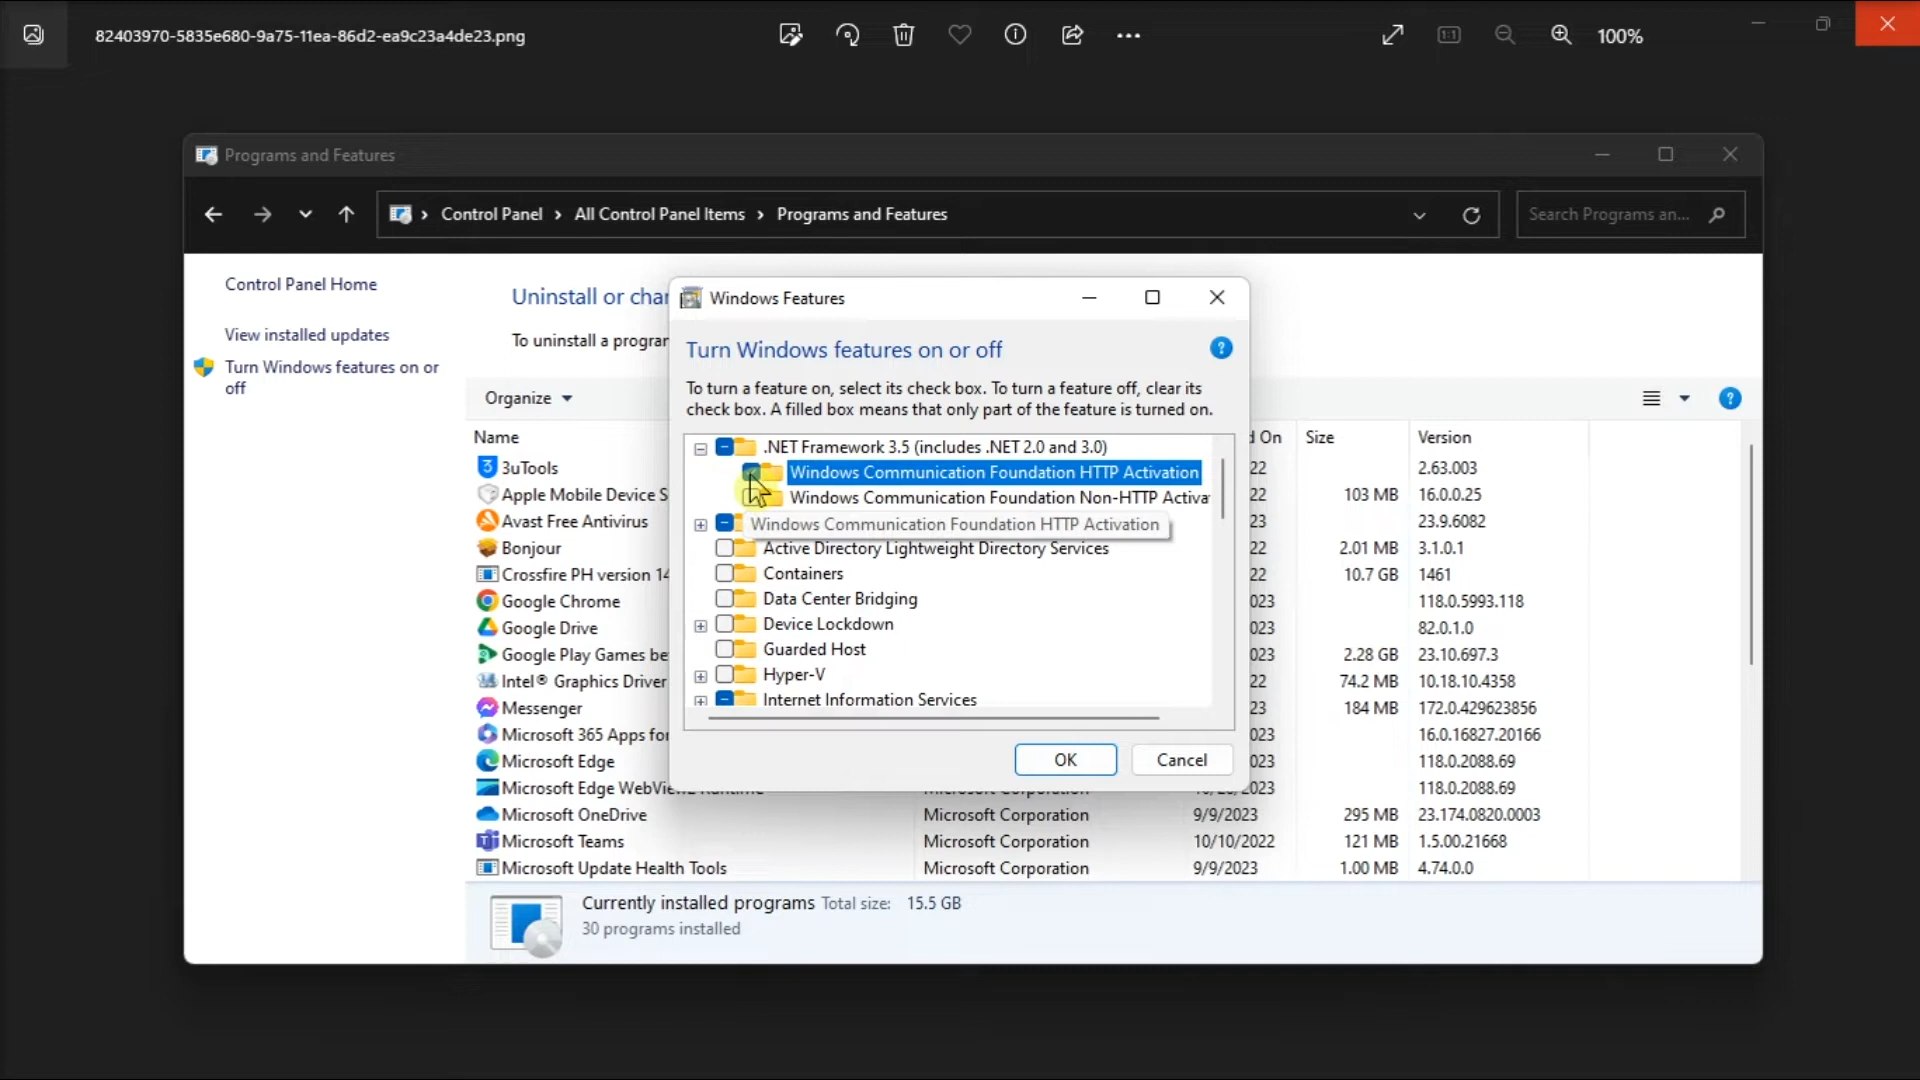 82403970-5835e680-9a75-11ea-86d2-ea9c23a4de23.png
100%
Programs and Features
Control Panel > All Control Panel Items > Programs and Features
Search Programs an...
Control Panel Home
View installed updates
Turn Windows features on or
off
Uninstall or char
To uninstall a program
Organize
Name
d On Size Version
3uTools 22 2.63.003
Apple Mobile Device S 22 103 MB 16.0.0.25
Avast Free Antivirus 23 23.9.6082
Bonjour 22 2.01 MB 3.1.0.1
Crossfire PH version 14 22 10.7 GB 1461
Google Chrome 023 118.0.5993.118
Google Drive 023 82.0.1.0
Google Play Games be 023 2.28 GB 23.10.697.3
Intel® Graphics Driver 22 74.2 MB 10.18.10.4358
Messenger 23 184 MB 172.0.429623856
Microsoft 365 Apps for 023 16.0.16827.20166
Microsoft Edge 023 118.0.2088.69
Microsoft Edge WebView2 Runtime Microsoft Corporation 2023 118.0.2088.69
Microsoft OneDrive Microsoft Corporation 9/9/2023 295 MB 23.174.0820.0003
Microsoft Teams Microsoft Corporation 10/10/2022 121 MB 1.5.00.21668
Microsoft Update Health Tools Microsoft Corporation 9/9/2023 1.00 MB 4.74.0.0
Currently installed programs Total size: 15.5 GB
30 programs installed
Windows Features
Turn Windows features on or off
To turn a feature on, select its check box. To turn a feature off, clear its
check box. A filled box means that only part of the feature is turned on.
.NET Framework 3.5 (includes .NET 2.0 and 3.0)
Windows Communication Foundation HTTP Activation
Windows Communication Foundation Non-HTTP Activa
Windows Communication Foundation HTTP Activation
Active Directory Lightweight Directory Services
Containers
Data Center Bridging
Device Lockdown
Guarded Host
Hyper-V
Internet Information Services
OK
Cancel